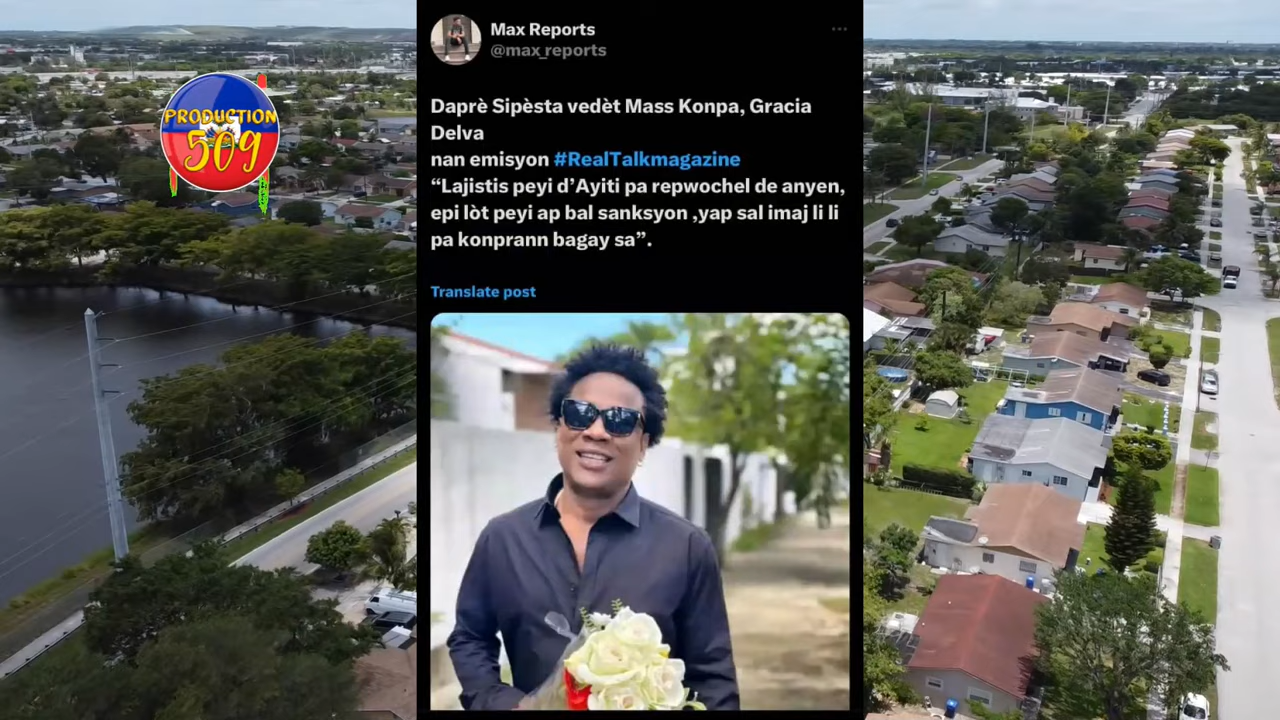 PRODUCTION
509
Max Reports
@max_reports
Daprè Sipèsta vedèt Mass Konpa, Gracia
Delva
nan emisyon #RealTalkmagazine
“Lajistis peyi d’Ayiti pa repwochel de anyen,
epi lòt peyi ap bal sanksyon ,yap sal imaj li li
pa konprann bagay sa”.
Translate post